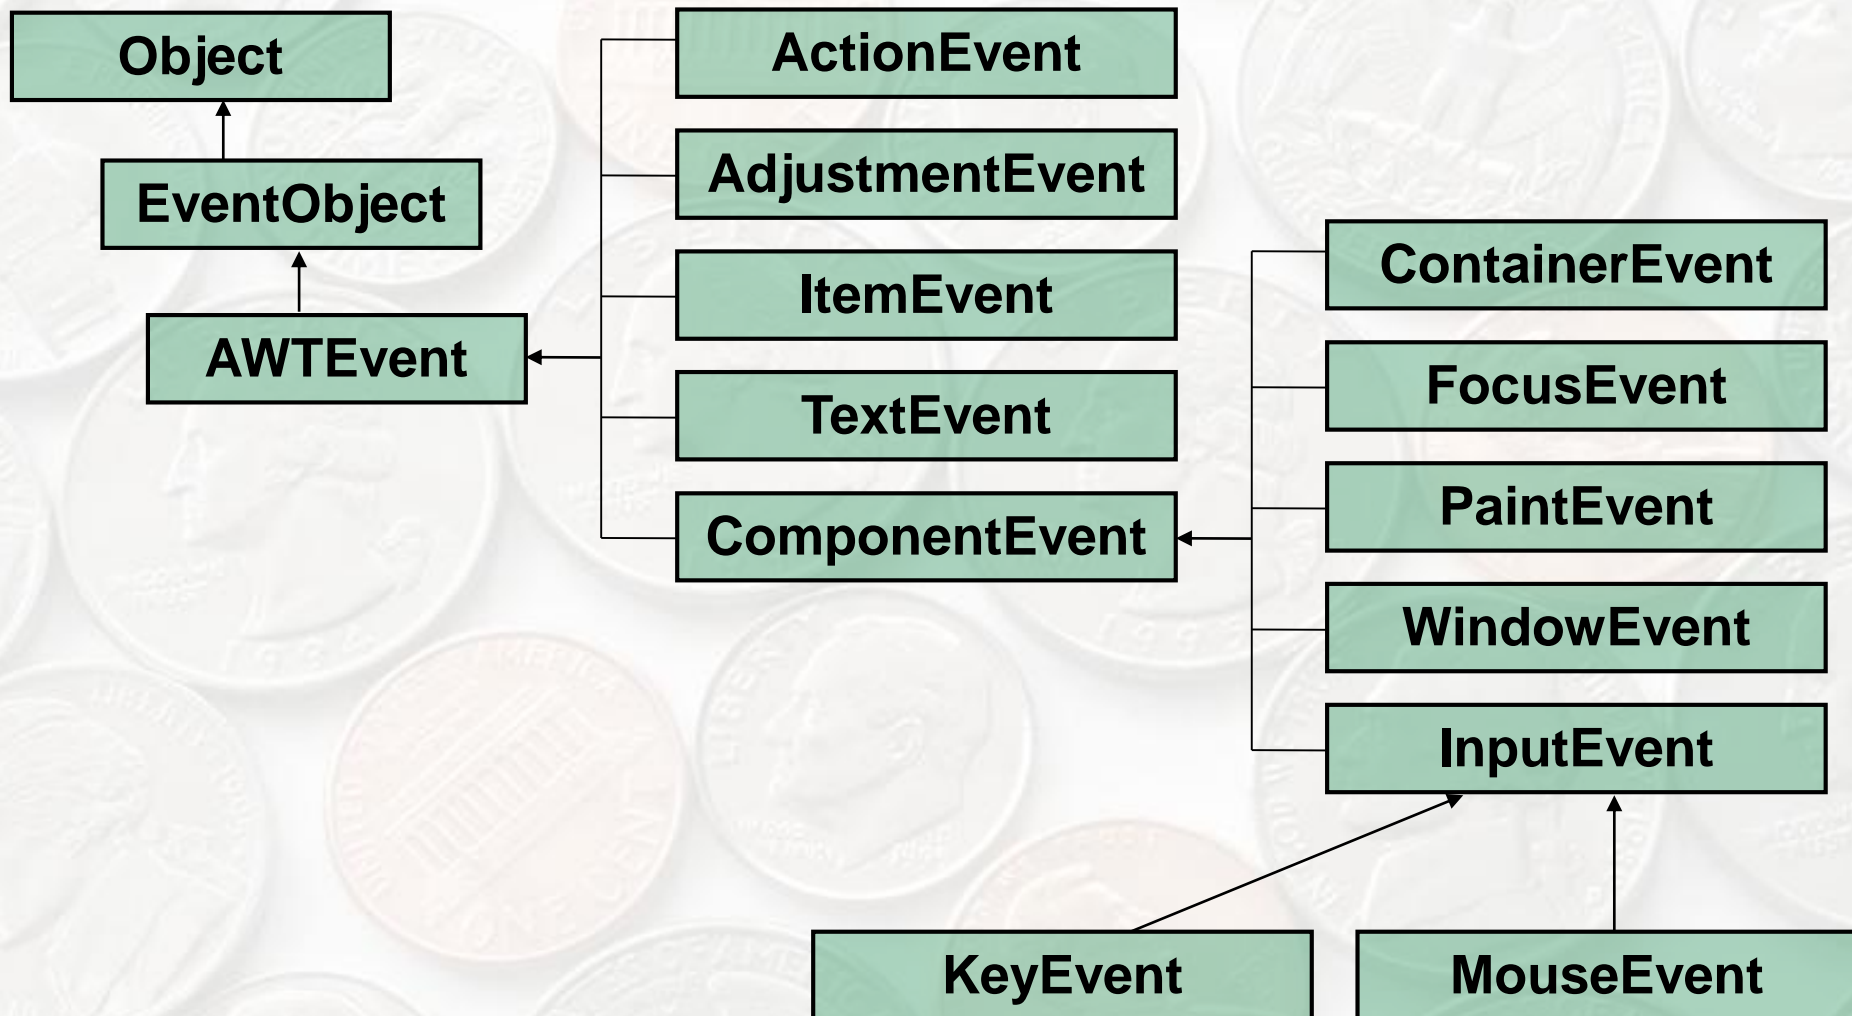 Object
EventObject
AWTEvent
ActionEvent
AdjustmentEvent
ItemEvent
TextEvent
ComponentEvent
ContainerEvent
FocusEvent
PaintEvent
WindowEvent
InputEvent
KeyEvent
MouseEvent